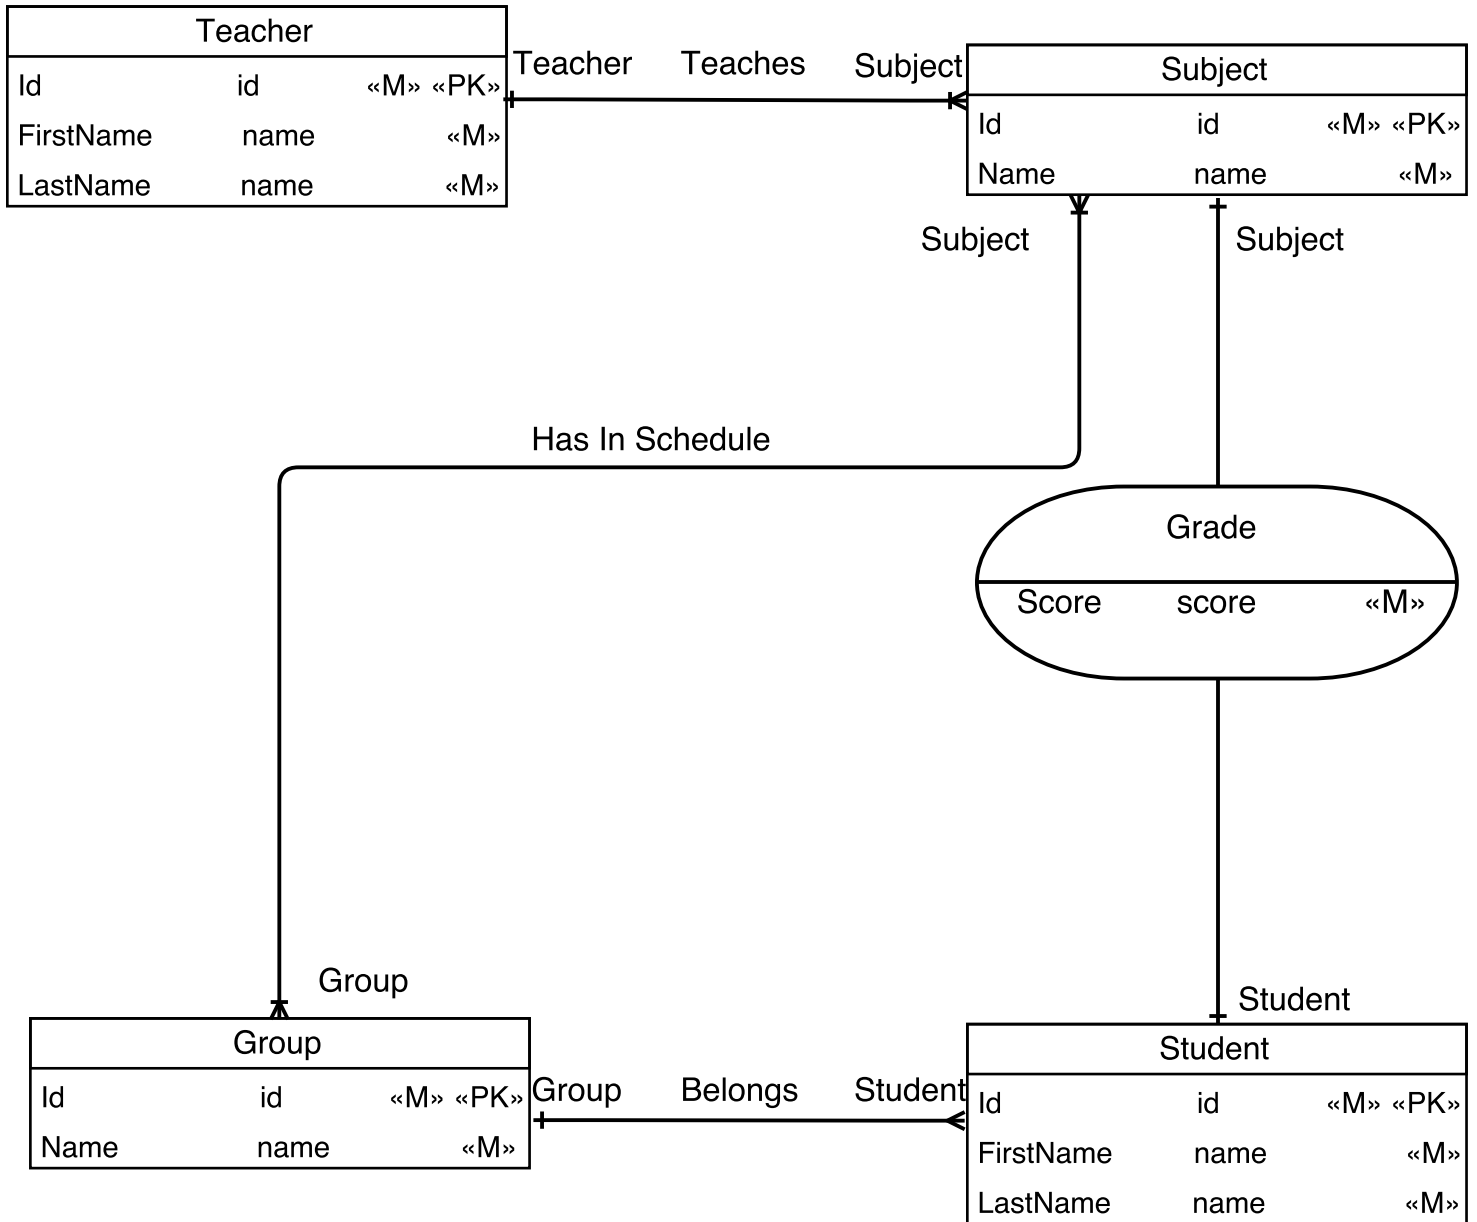 Teacher
Id id «M» «PK»
FirstName name «M»
LastName name «M»
Teacher Teaches Subject
Subject
Id id «M» «PK»
Name name «M»
Subject
Subject
Has In Schedule
Grade
Score score «M»
Group
Student
Group
Id id «M» «PK»
Name name «M»
Group Belongs Student
Student
Id id «M» «PK»
FirstName name «M»
LastName name «M»